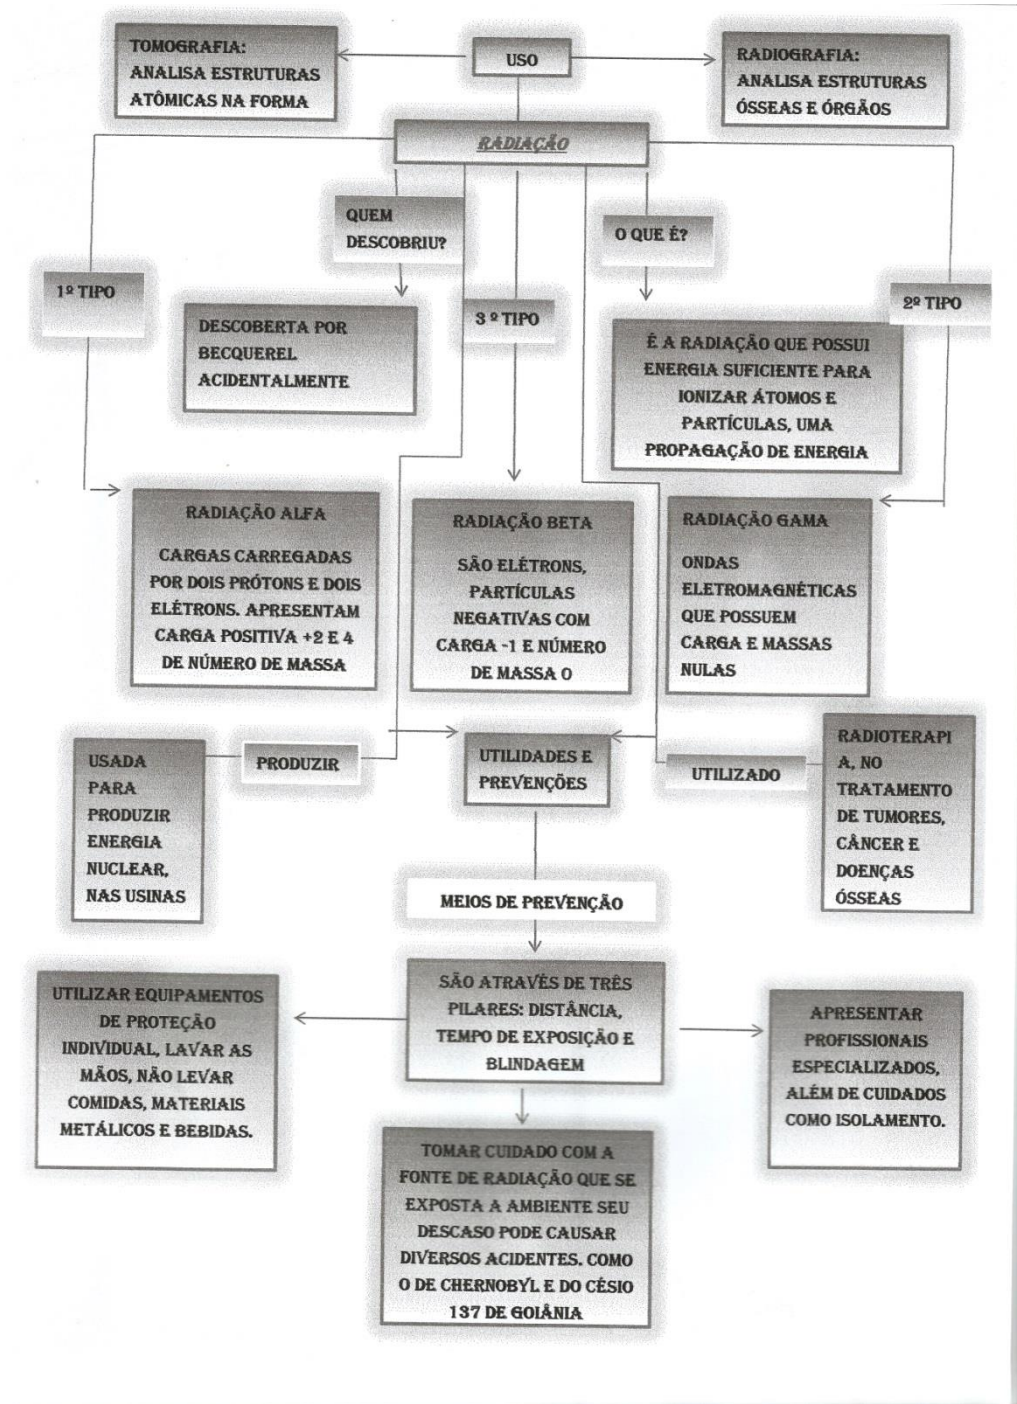 TOMOGRAFIA:
ANALISA ESTRUTURAS
ATÔMICAS NA FORMA
USO
RADIOGRAFIA:
ANALISA ESTRUTURAS
ÓSSEAS E ÓRGÃOS
RADIAÇÃO
QUEM
DESCOBRIU?
O QUE É?
1º TIPO
3 º TIPO
2º TIPO
DESCOBERTA POR
BECQUEREL
ACIDENTALMENTE
É A RADIAÇÃO QUE POSSUI
ENERGIA SUFICIENTE PARA
IONIZAR ÁTOMOS E
PARTÍCULAS, UMA
PROPAGAÇÃO DE ENERGIA
RADIAÇÃO ALFA
CARGAS CARREGADAS
POR DOIS PRÓTONS E DOIS
ELÉTRONS. APRESENTAM
CARGA POSITIVA +2 E 4
DE NÚMERO DE MASSA
RADIAÇÃO BETA
SÃO ELÉTRONS,
PARTÍCULAS
NEGATIVAS COM
CARGA -1 E NÚMERO
DE MASSA 0
RADIAÇÃO GAMA
ONDAS
ELETROMAGNÉTICAS
QUE POSSUEM
CARGA E MASSAS
NULAS
USADA
PARA
PRODUZIR
ENERGIA
NUCLEAR,
NAS USINAS
PRODUZIR
UTILIDADES E
PREVENÇÕES
UTILIZADO
RADIOTERAPI
A, NO
TRATAMENTO
DE TUMORES,
CÂNCER E
DOENÇAS
ÓSSEAS
MEIOS DE PREVENÇÃO
SÃO ATRAVÉS DE TRÊS
PILARES: DISTÂNCIA,
TEMPO DE EXPOSIÇÃO E
BLINDAGEM
UTILIZAR EQUIPAMENTOS
DE PROTEÇÃO
INDIVIDUAL, LAVAR AS
MÃOS, NÃO LEVAR
COMIDAS, MATERIAIS
METÁLICOS E BEBIDAS.
APRESENTAR
PROFISSIONAIS
ESPECIALIZADOS,
ALÉM DE CUIDADOS
COMO ISOLAMENTO.
TOMAR CUIDADO COM A
FONTE DE RADIAÇÃO QUE SE
EXPOSTA A AMBIENTE SEU
DESCASO PODE CAUSAR
DIVERSOS ACIDENTES. COMO
O DE CHERNOBYL E DO CÉSIO
137 DE GOIÂNIA